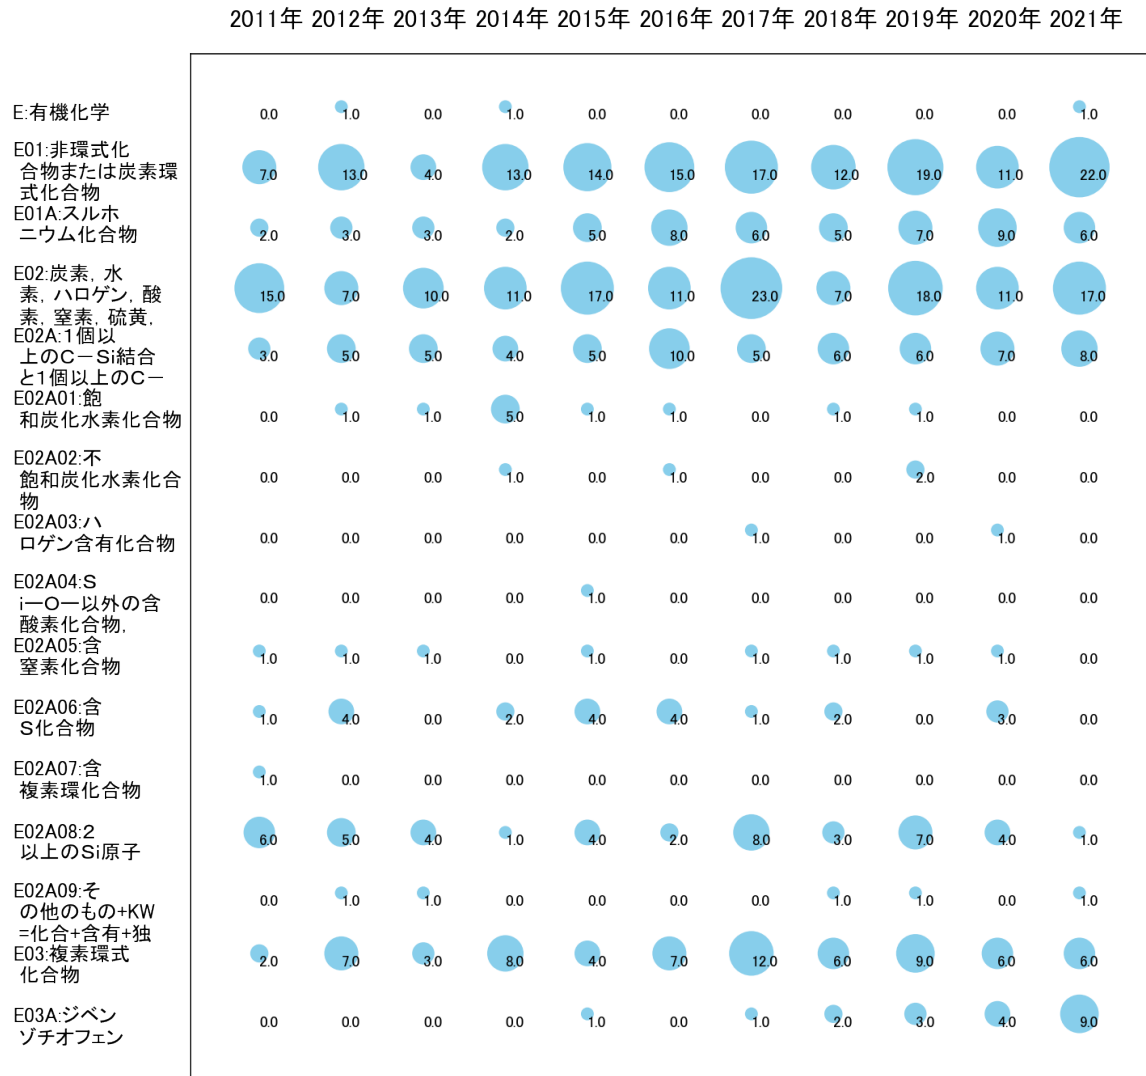 2011年 2012年 2013年 2014年 2015年 2016年 2017年 2018年 2019年 2020年 2021年
E:有機化学
0.0 1.0 0.0 1.0 0.0 0.0 0.0 0.0 0.0 0.0 1.0
E01:非環式化
合物または炭素環
式化合物
7.0 13.0 4.0 13.0 14.0 15.0 17.0 12.0 19.0 11.0 22.0
E01A:スルホ
ニウム化合物
2.0 3.0 3.0 2.0 5.0 8.0 6.0 5.0 7.0 9.0 6.0
E02:炭素, 水
素, ハロゲン, 酸
素, 窒素, 硫黄,
15.0 7.0 10.0 11.0 17.0 11.0 23.0 7.0 18.0 11.0 17.0
E02A:1個以
上のC－Si結合
と1個以上のC－
3.0 5.0 5.0 4.0 5.0 10.0 5.0 6.0 6.0 7.0 8.0
E02A01:飽
和炭化水素化合物
0.0 1.0 1.0 5.0 1.0 1.0 0.0 1.0 1.0 0.0 0.0
E02A02:不
飽和炭化水素化合
物
0.0 0.0 0.0 1.0 0.0 1.0 0.0 0.0 2.0 0.0 0.0
E02A03:ハ
ロゲン含有化合物
0.0 0.0 0.0 0.0 0.0 0.0 1.0 0.0 0.0 1.0 0.0
E02A04:S
i—O—以外の含
酸素化合物,
0.0 0.0 0.0 0.0 1.0 0.0 0.0 0.0 0.0 0.0 0.0
E02A05:含
窒素化合物
1.0 1.0 1.0 0.0 1.0 0.0 1.0 1.0 1.0 1.0 0.0
E02A06:含
S化合物
1.0 4.0 0.0 2.0 4.0 4.0 1.0 2.0 0.0 3.0 0.0
E02A07:含
複素環化合物
1.0 0.0 0.0 0.0 0.0 0.0 0.0 0.0 0.0 0.0 0.0
E02A08:2
以上のSi原子
6.0 5.0 4.0 1.0 4.0 2.0 8.0 3.0 7.0 4.0 1.0
E02A09:そ
の他のもの+KW
=化合+含有+独
0.0 1.0 1.0 0.0 0.0 0.0 0.0 1.0 1.0 0.0 1.0
E03:複素環式
化合物
2.0 7.0 3.0 8.0 4.0 7.0 12.0 6.0 9.0 6.0 6.0
E03A:ジベン
ゾチオフェン
0.0 0.0 0.0 0.0 1.0 0.0 1.0 2.0 3.0 4.0 9.0